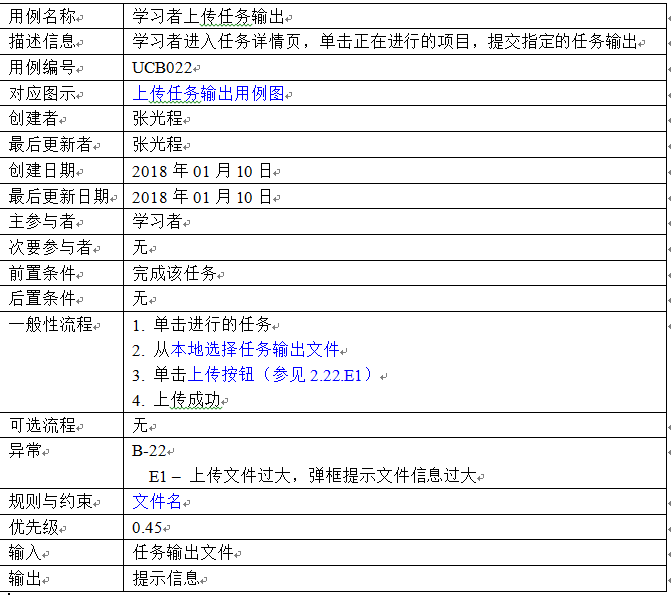 用例名称 学习者上传任务输出
描述信息 学习者进入任务详情页，单击正在进行的项目，提交指定的任务输出
用例编号 UCB022
对应图示 上传任务输出用例图
创建者 张光程
最后更新者 张光程
创建日期 2018 年 01 月 10 日
最后更新日期 2018 年 01 月 10 日
主参与者 学习者
次要参与者 无
前置条件 完成该任务
后置条件 无
一般性流程 1. 单击进行的任务
2. 从本地选择任务输出文件
3. 单击上传按钮（参见 2.22.E1）
4. 上传成功
可选流程 无
异常 B-22
E1 – 上传文件过大，弹框提示文件信息过大
规则与约束 文件名
优先级 0.45
输入 任务输出文件
输出 提示信息